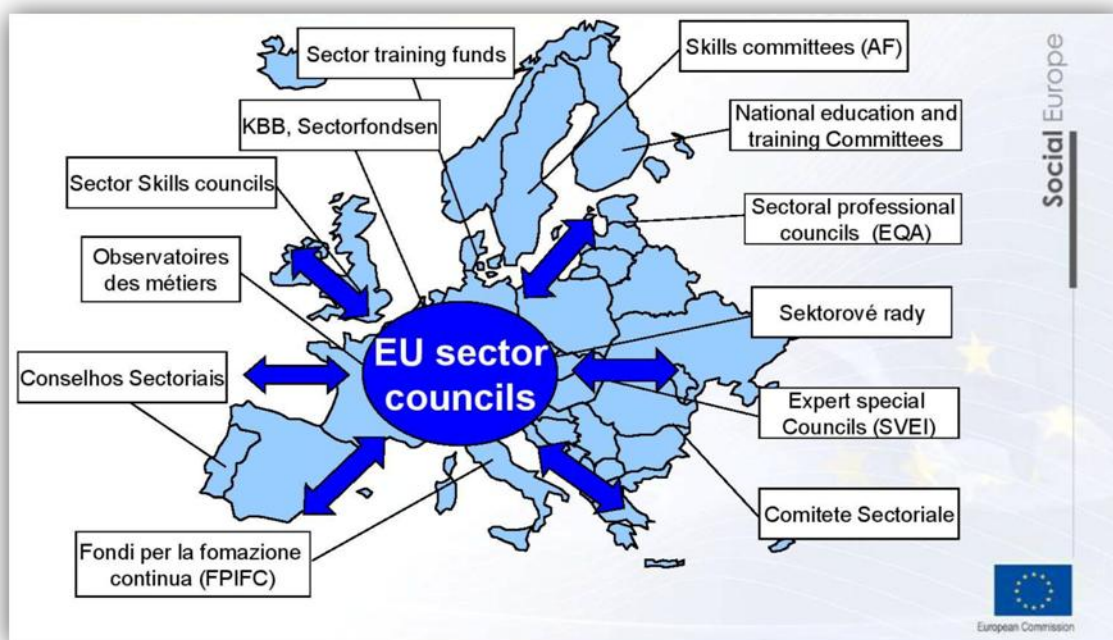 Sector training funds
Skills committees (AF)
KBB, Sectorfondsen
National education and
training Committees
Sector Skills councils
Sectoral professional
councils (EQA)
Observatoires
des métiers
Sektorové rady
EU sector
councils
Conselhos Sectoriais
Expert special
Councils (SVEI)
Comitete Sectoriale
Fondi per la fomazione
continua (FPIFC)
Social Europe
European Commission